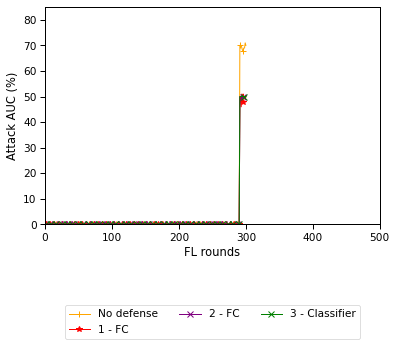 80
70
60
50
40
30
20
10
0
Attack AUC (%)
0 100 200 300 400 500
FL rounds
No defense 2 - FC 3 - Classifier
1 - FC